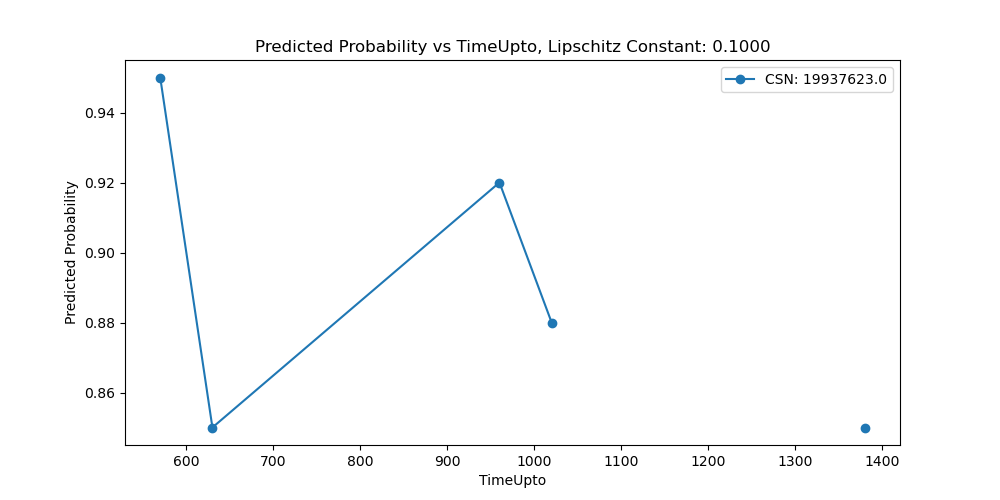 Predicted Probability vs TimeUpto, Lipschitz Constant: 0.1000
CSN: 19937623.0
Predicted Probability
0.94
0.92
0.90
0.88
0.86
600 700 800 900 1000 1100 1200 1300 1400
TimeUpto